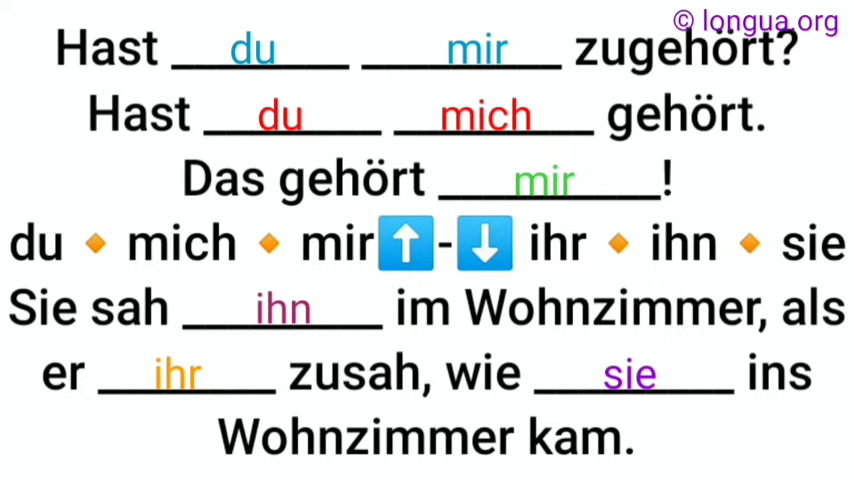 © longua.org
Hast du mir zugehört?
Hast du mich gehört.
Das gehört mir!
du 🔸 mich 🔸 mir⬆️-⬇️ ihr 🔸 ihn 🔸 sie
Sie sah ihn im Wohnzimmer, als
er ihr zusah, wie sie ins
Wohnzimmer kam.